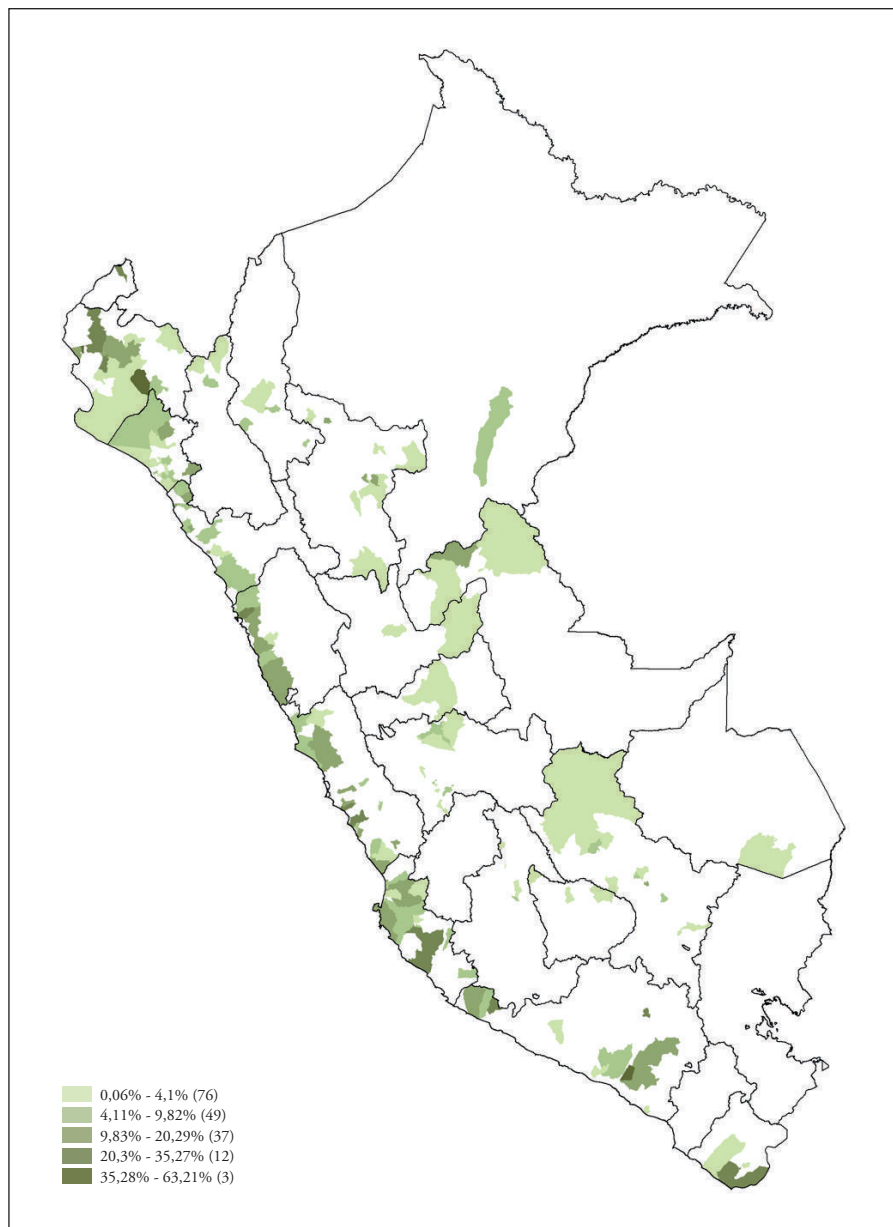 0,06% - 4,1% (76)
4,11% - 9,82% (49)
9,83% - 20,29% (37)
20,3% - 35,27% (12)
35,28% - 63,21% (3)